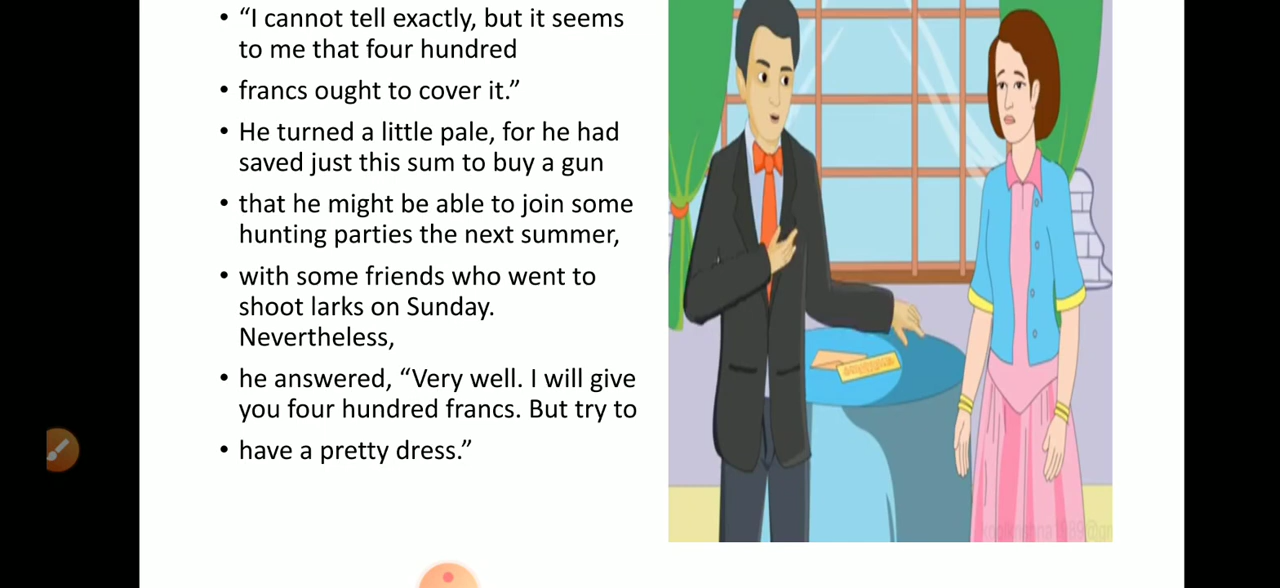 • “I cannot tell exactly, but it seems
to me that four hundred
• francs ought to cover it.”
• He turned a little pale, for he had
saved just this sum to buy a gun
• that he might be able to join some
hunting parties the next summer,
• with some friends who went to
shoot larks on Sunday.
Nevertheless,
• he answered, “Very well. I will give
you four hundred francs. But try to
• have a pretty dress.”